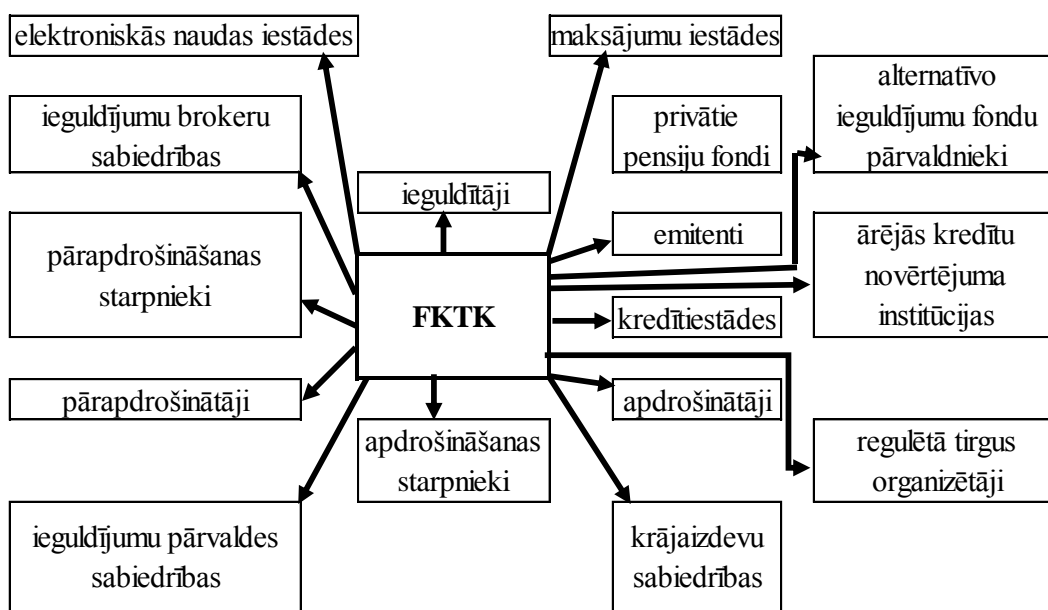 elektroniskās naudas iestādes
maksājumu iestādes
ieguldījumu brokeru
sabiedrības
privātie
pensiju fondi
alternatīvo
ieguldījumu fondu
pārvaldnieki
ieguldītāji
pārapdrošināšanas
starpnieki
emitenti
ārējās kredītu
novērtējuma
institūcijas
FKTK
kredītiestādes
pārapdrošinātāji
apdrošinātāji
apdrošināšanas
starpnieki
regulētā tirgus
organizētāji
ieguldījumu pārvaldes
sabiedrības
krājaizdevu
sabiedrības